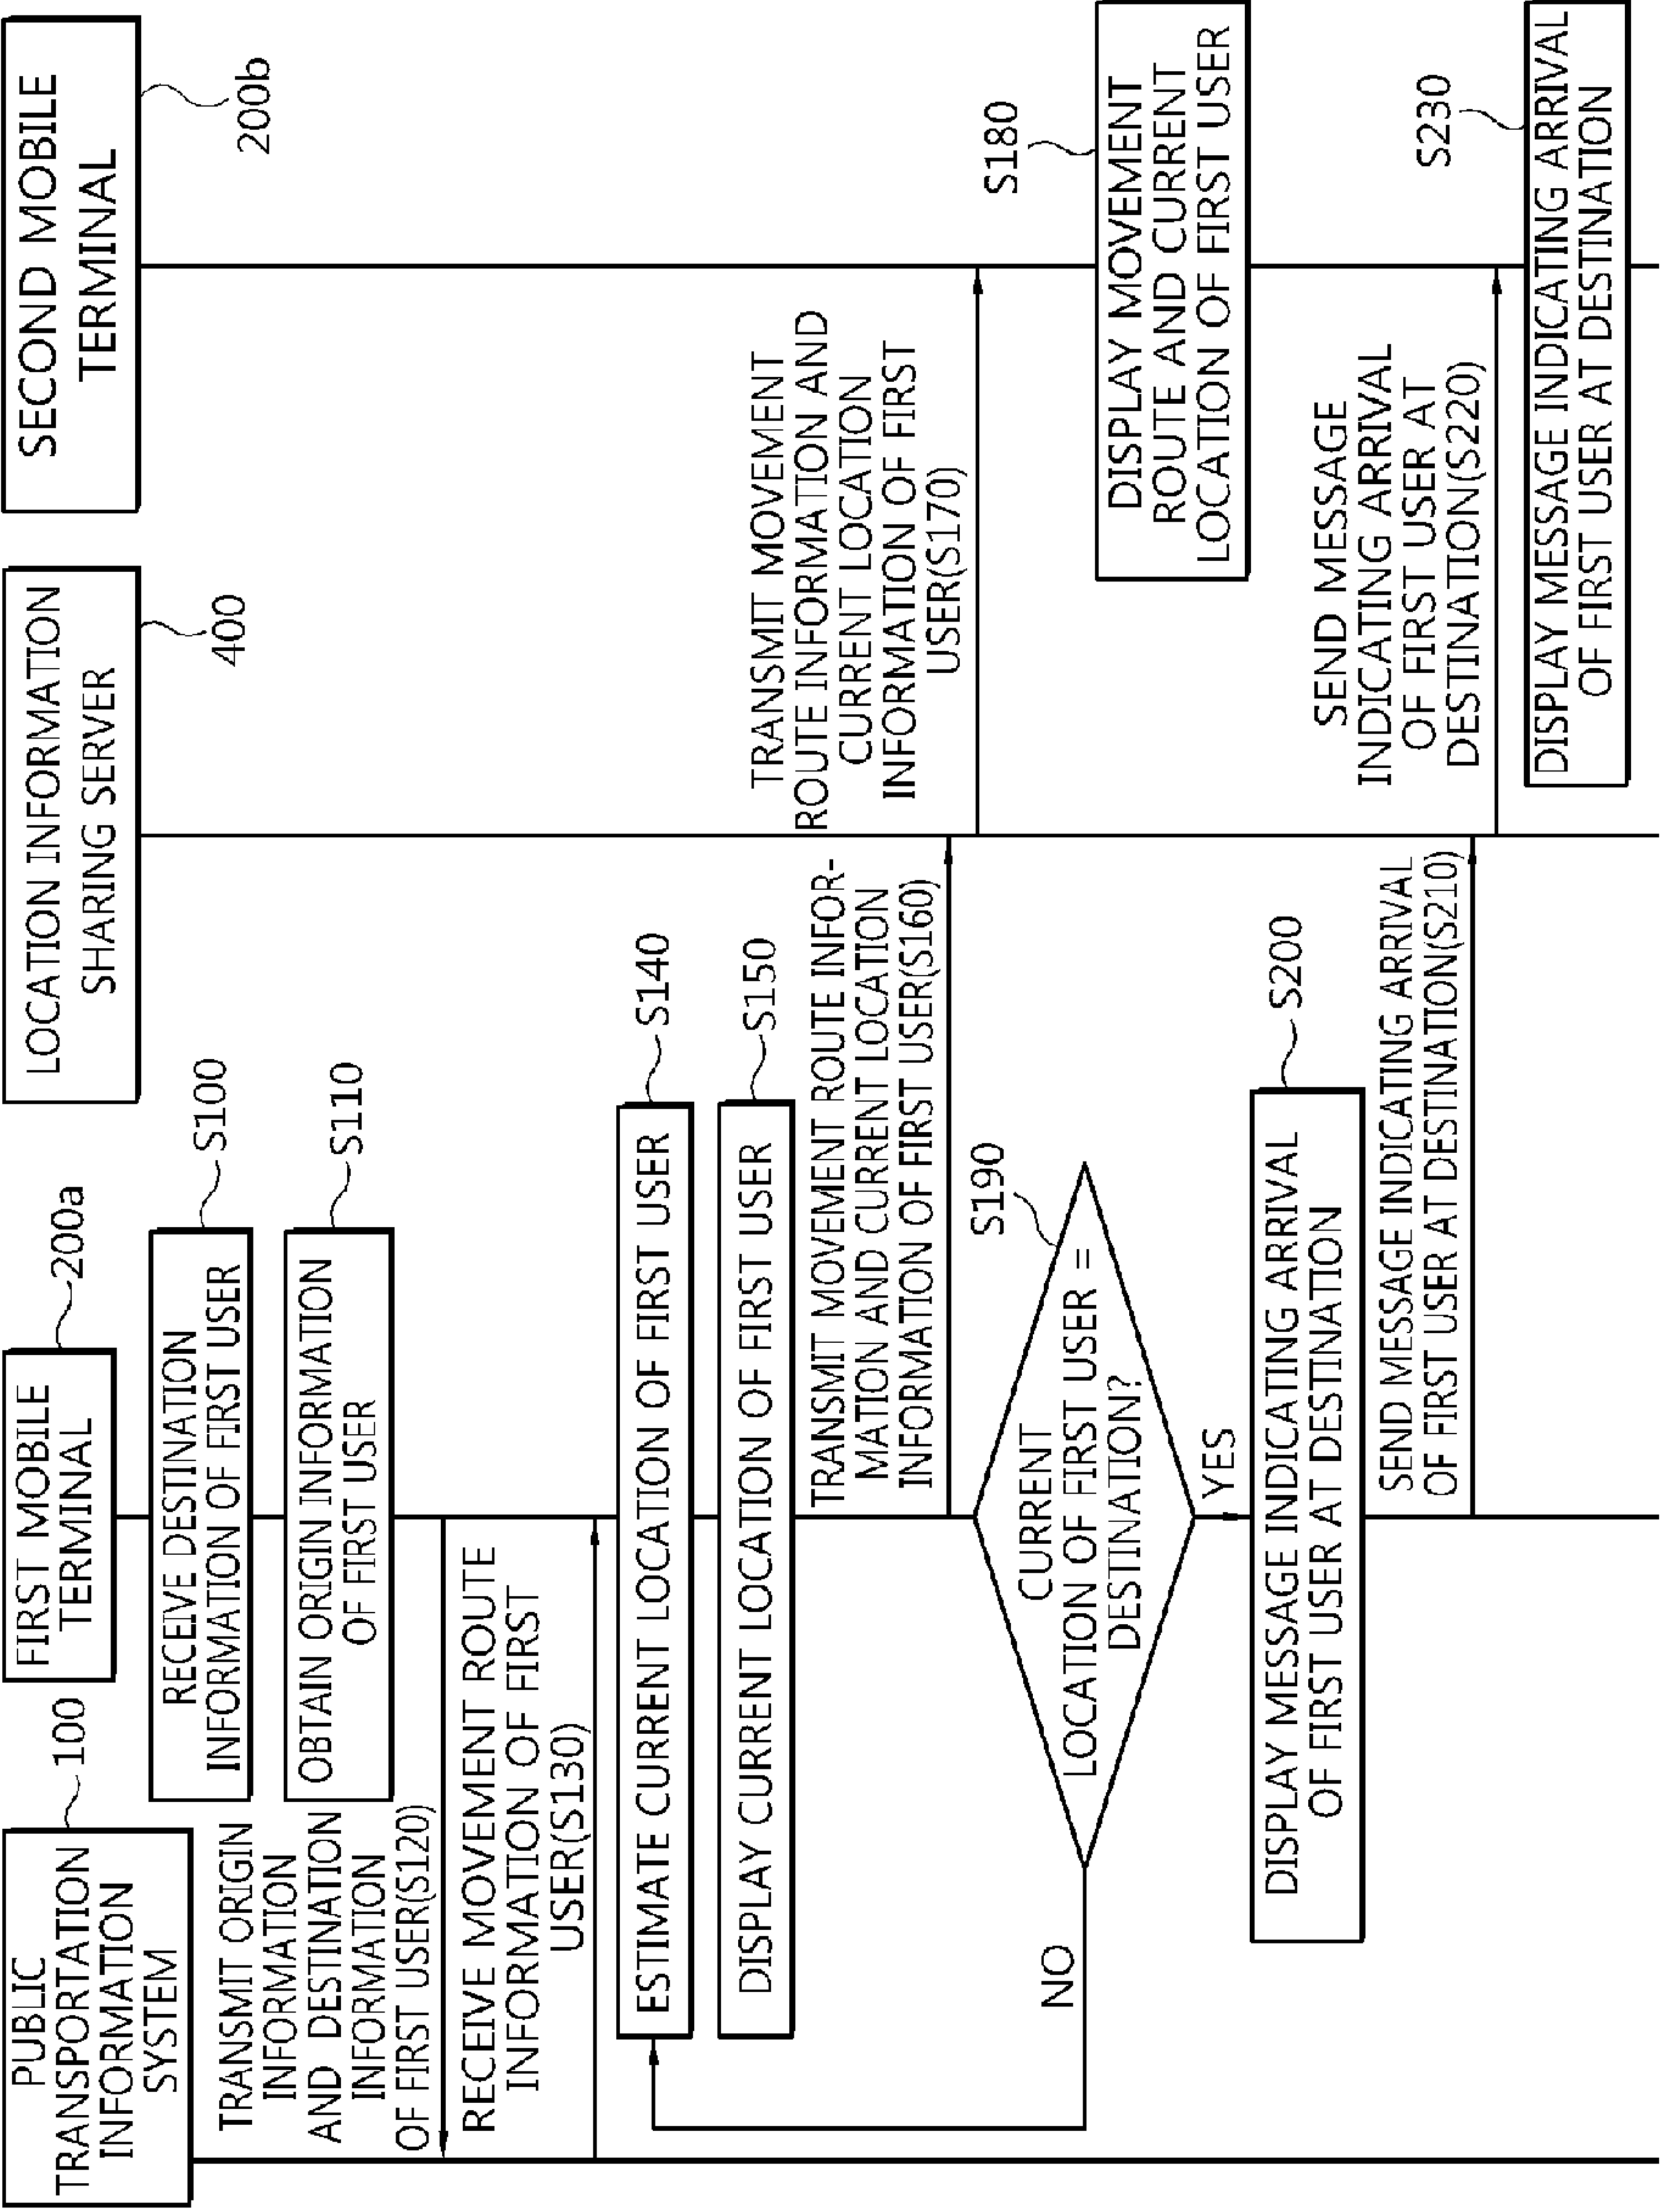 PUBLIC
TRANSPORTATION
INFORMATION
SYSTEM
100
FIRST MOBILE
TERMINAL
200a
LOCATION INFORMATION
SHARING SERVER
400
SECOND MOBILE
TERMINAL
200b
RECEIVE DESTINATION
INFORMATION OF FIRST USER
S100
OBTAIN ORIGIN INFORMATION
OF FIRST USER
S110
TRANSMIT ORIGIN
INFORMATION
AND DESTINATION
INFORMATION
OF FIRST USER(S120)
RECEIVE MOVEMENT ROUTE
INFORMATION OF FIRST
USER(S130)
ESTIMATE CURRENT LOCATION OF FIRST USER
S140
DISPLAY CURRENT LOCATION OF FIRST USER
S150
TRANSMIT MOVEMENT ROUTE INFOR-
MATION AND CURRENT LOCATION
INFORMATION OF FIRST USER(S160)
TRANSMIT MOVEMENT
ROUTE INFORMATION AND
CURRENT LOCATION
INFORMATION OF FIRST
USER(S170)
DISPLAY MOVEMENT
ROUTE AND CURRENT
LOCATION OF FIRST USER
S180
CURRENT
LOCATION OF FIRST USER =
DESTINATION?
S190
NO
YES
DISPLAY MESSAGE INDICATING ARRIVAL
OF FIRST USER AT DESTINATION
S200
SEND MESSAGE INDICATING ARRIVAL
OF FIRST USER AT DESTINATION(S210)
SEND MESSAGE
INDICATING ARRIVAL
OF FIRST USER AT
DESTINATION(S220)
DISPLAY MESSAGE INDICATING ARRIVAL
OF FIRST USER AT DESTINATION
S230